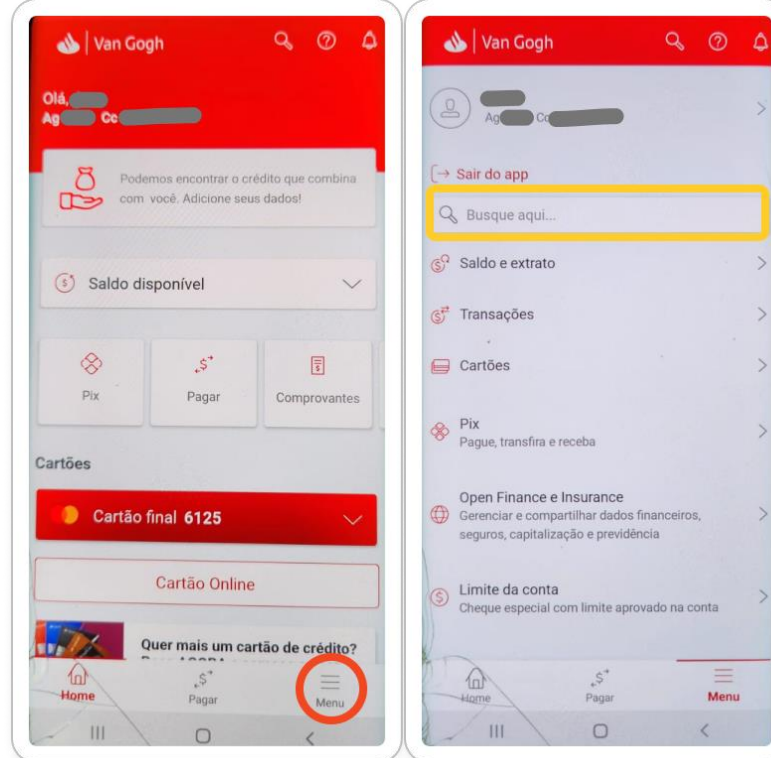 Van Gogh
Olá,
Ag Cc
Podemos encontrar o crédito que combina
com você. Adicione seus dados!
Saldo disponível
Pix
Pagar
Comprovantes
Cartões
Cartão final 6125
Cartão Online
Quer mais um cartão de crédito?
Home
Pagar
Menu
Van Gogh
Ag Cc
Sair do app
Busque aqui...
Saldo e extrato
Transações
Cartões
Pix
Pague, transfira e receba
Open Finance e Insurance
Gerenciar e compartilhar dados financeiros,
seguros, capitalização e previdência
Limite da conta
Cheque especial com limite aprovado na conta
Home
Pagar
Menu